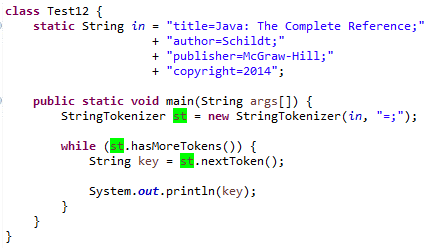 class Test12 {
    static String in = "title=Java: The Complete Reference;"
                     + "author=Schildt;"
                     + "publisher=McGraw-Hill;"
                     + "copyright=2014";

    public static void main(String args[]) {
        StringTokenizer st = new StringTokenizer(in, "=;");

        while (st.hasMoreTokens()) {
            String key = st.nextToken();

            System.out.println(key);
        }
    }
}